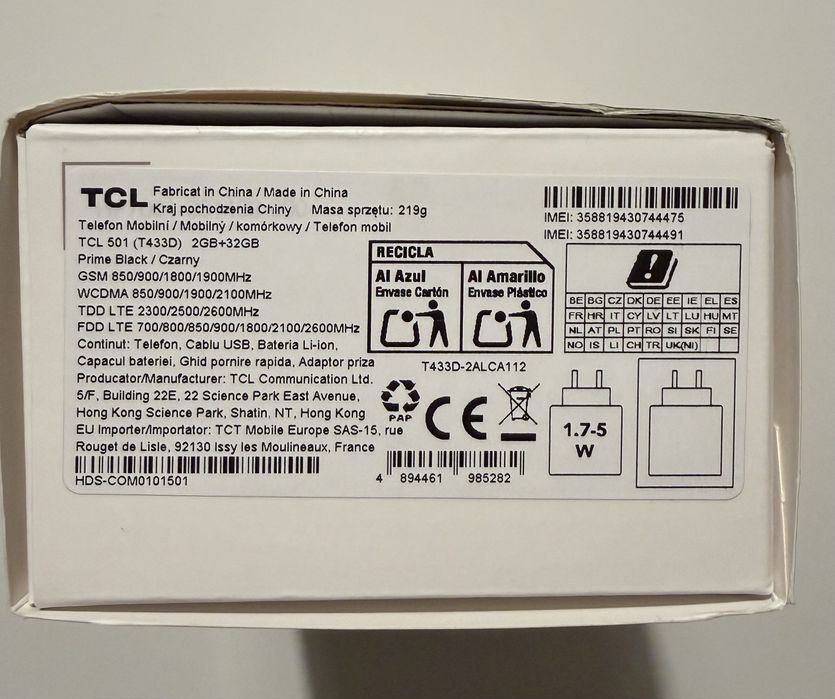 TCL Fabricat in China / Made in China
Kraj pochodzenia Chiny Masa sprzętu: 219g
Telefon Mobilní / Mobilný / komórkowy / Telefon mobil
TCL 501 (T433D) 2GB+32GB
Prime Black / Czarny
GSM 850/900/1800/1900MHz
WCDMA 850/900/1900/2100MHz
TDD LTE 2300/2500/2600MHz
FDD LTE 700/800/850/900/1800/2100/2600MHz
Continut: Telefon, Cablu USB, Bateria Li-ion,
Capacul bateriei, Ghid pornire rapida, Adaptor priza
Producator/Manufacturer: TCL Communication Ltd.
5/F, Building 22E, 22 Science Park East Avenue,
Hong Kong Science Park, Shatin, NT, Hong Kong
EU Importer/Importator: TCT Mobile Europe SAS-15, rue
Rouget de Lisle, 92130 Issy les Moulineaux, France
HDS-COM0101501
IMEI: 358819430744475
IMEI: 358819430744491
RECICLA
Al Azul
Envase Cartón
Al Amarillo
Envase Plástico
T433D-2ALCA112
BE BG CZ DK DE EE IE EL ES
FR HR IT CY LV LT LU HU MT
NL AT PL PT RO SI SK FI SE
NO IS LI CH TR UK(NI)
PAP
CE
4 894461 985282
1.7-5
W